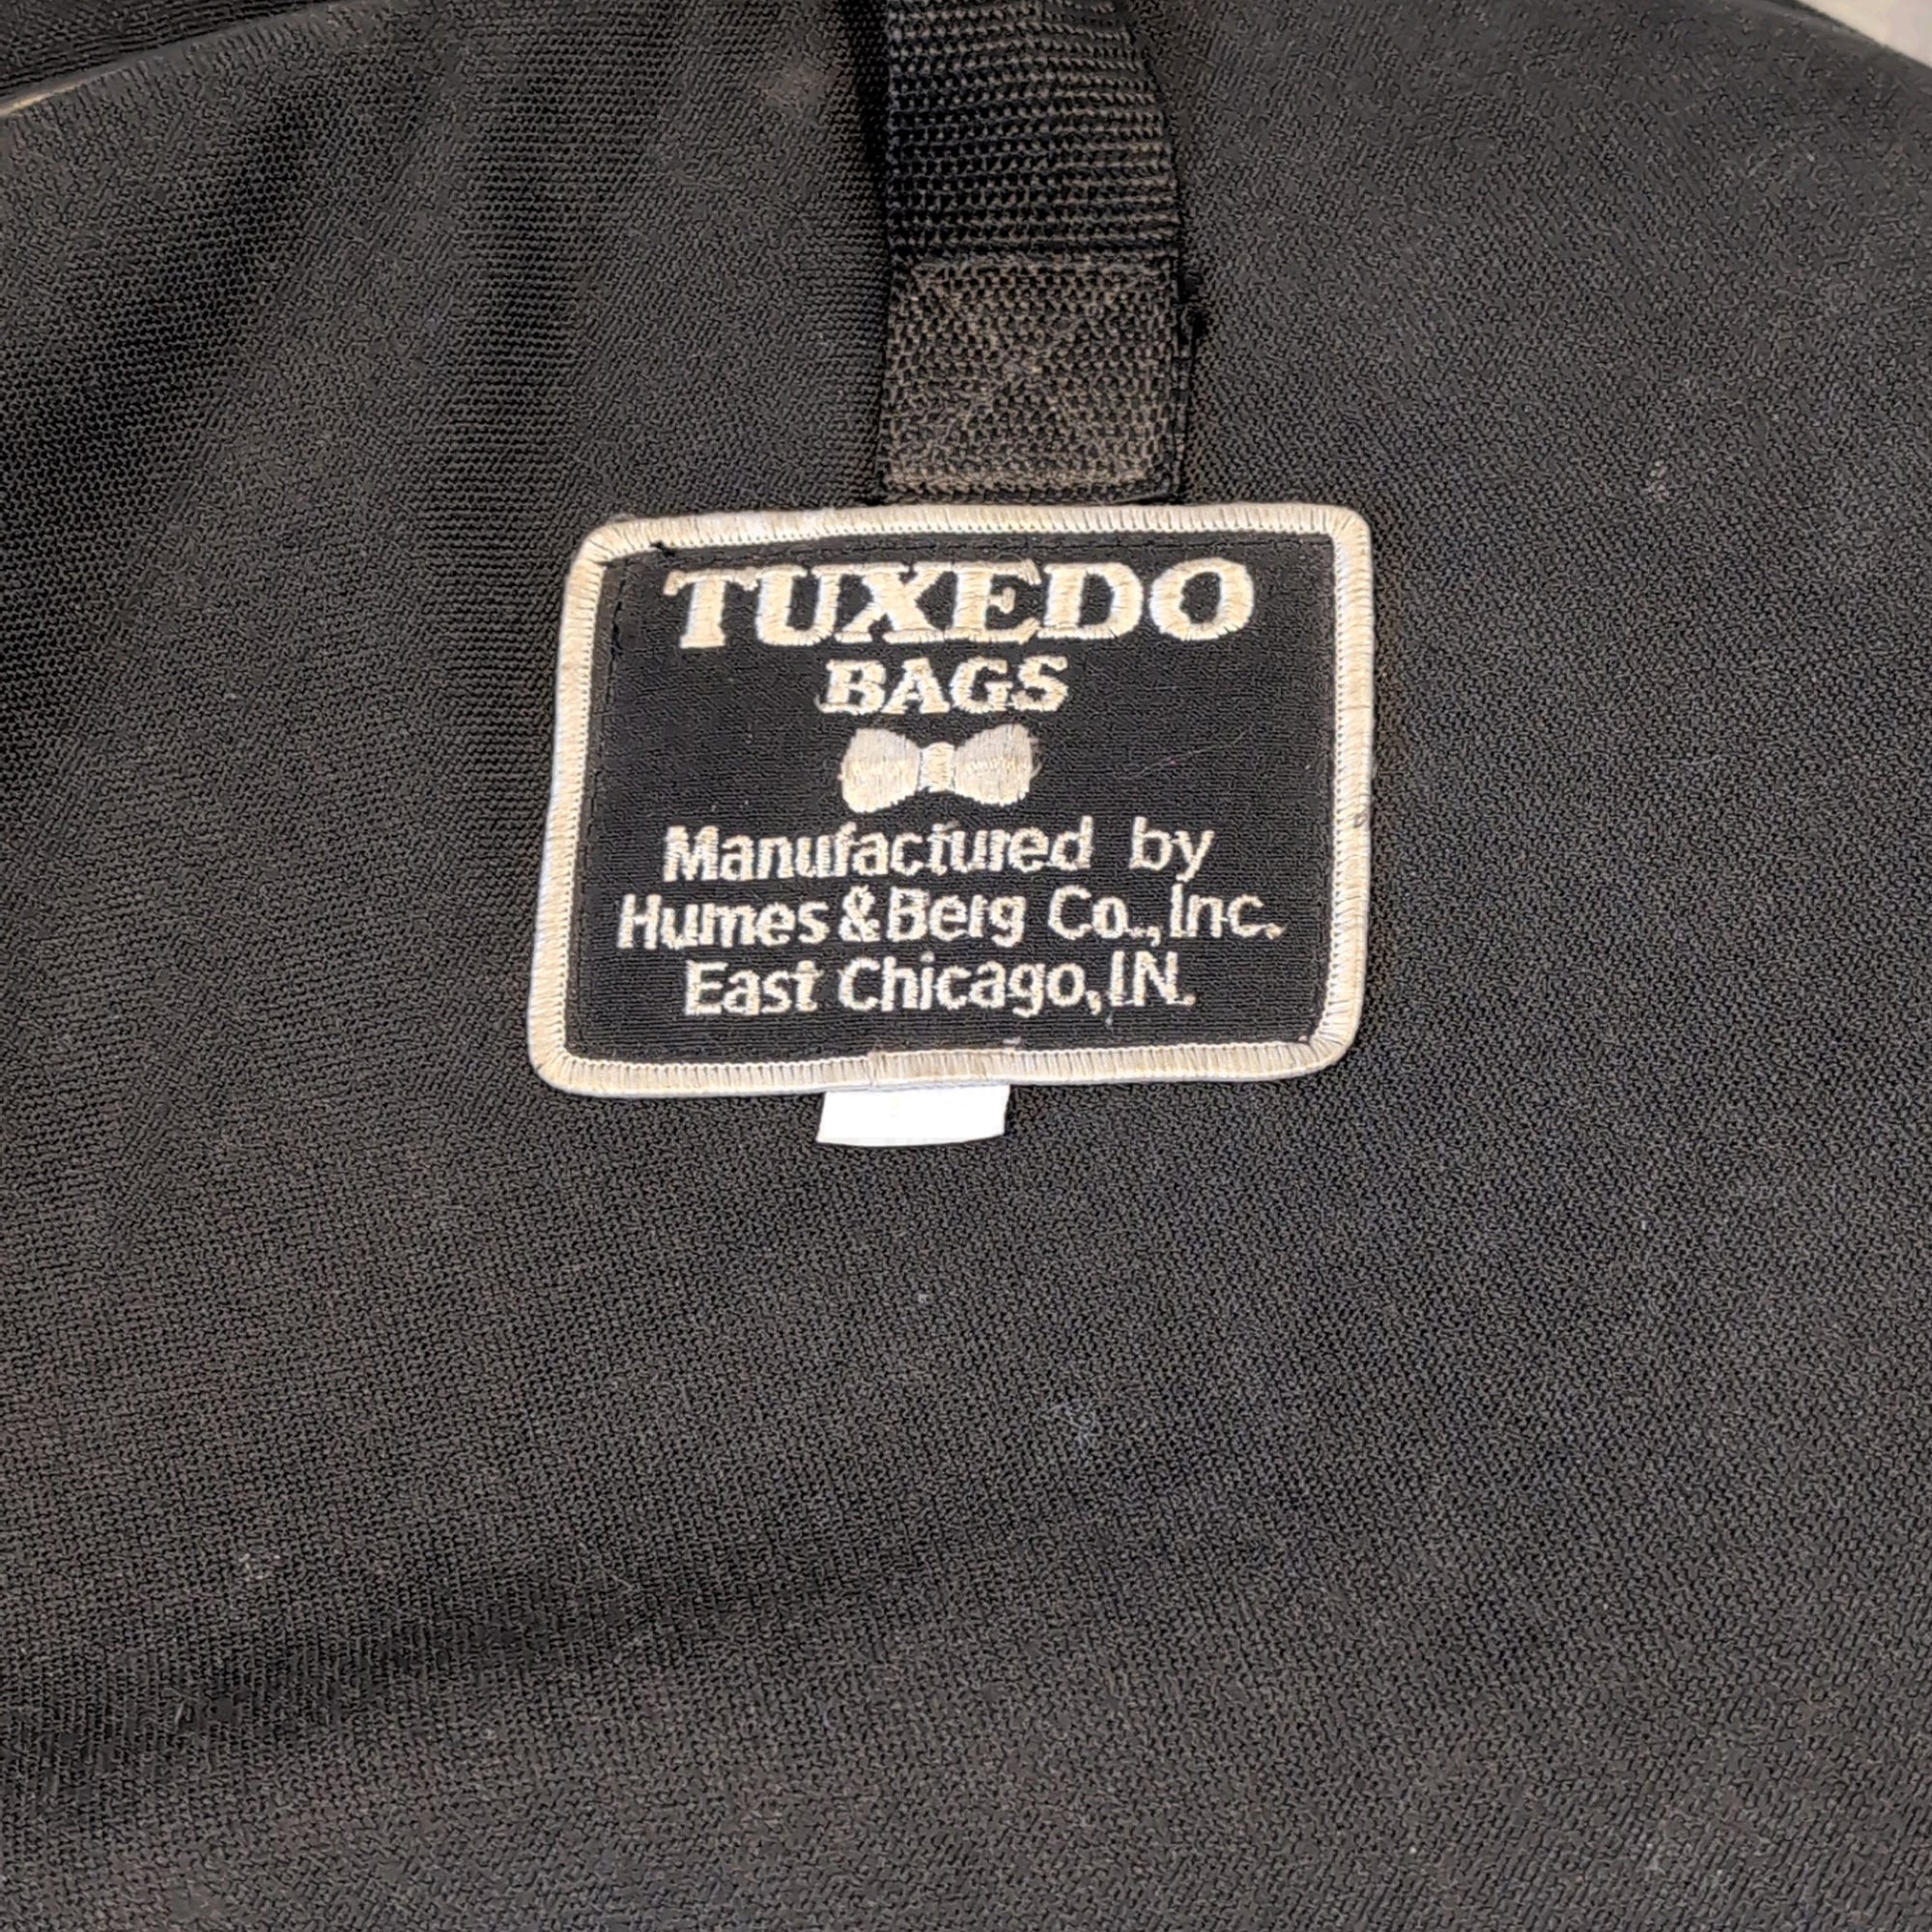 TUXEDO
BAGS
Manufactured by
Humes & Berg Co., Inc.
East Chicago, IN.